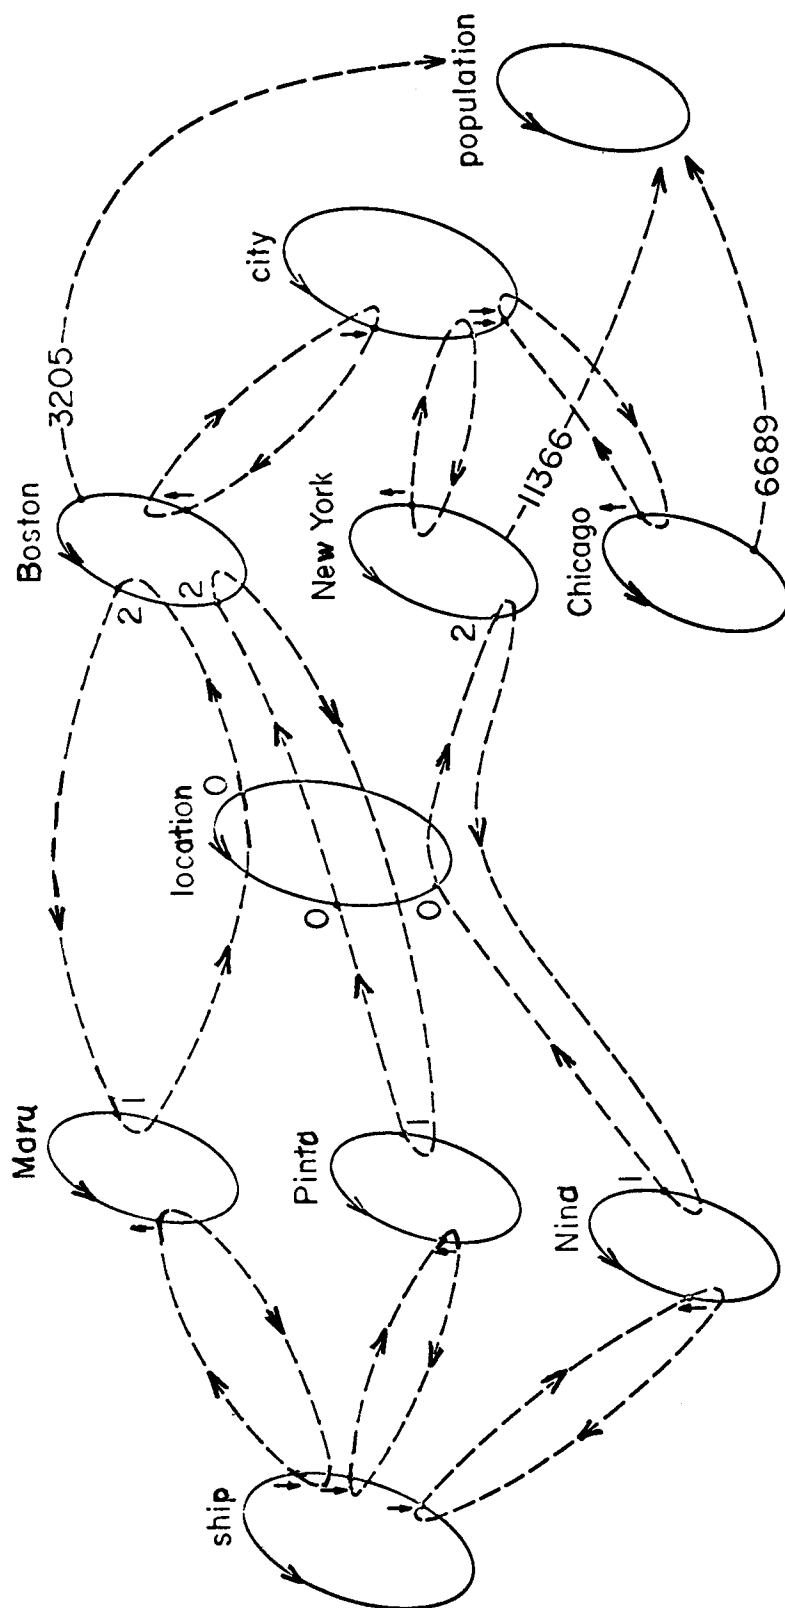 Maru
Boston
3205
1
2
2
location
0
ship
city
Pinta
0
New York
1
0
2
population
11366
Nina
Chicago
1
6689